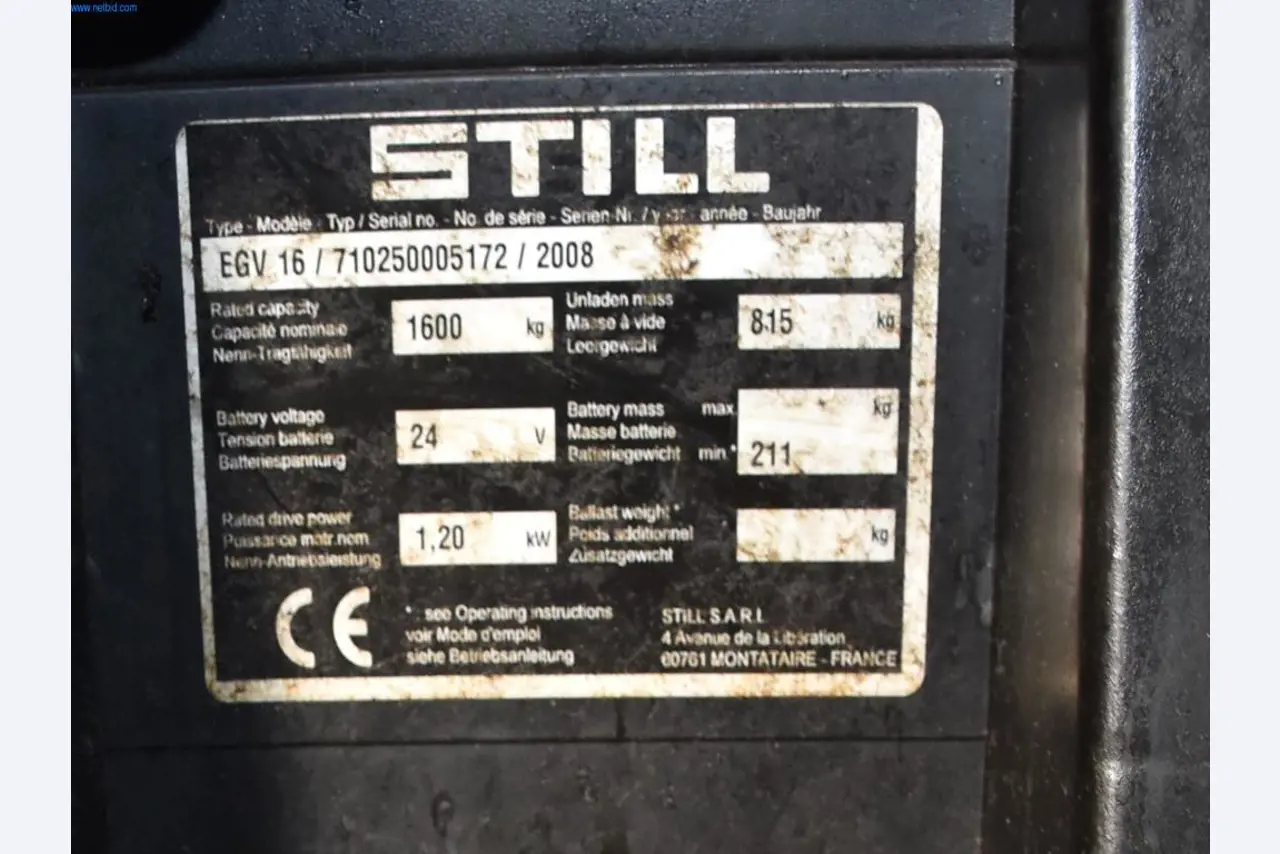 www.netbid.com
STILL
Type - Modèle - Typ / Serial no. - No. de série - Serien-Nr. / year - année - Baujahr
EGV 16 / 710250005172 / 2008
Rated capacity
Capacité nominale
Nenn-Tragfähigkeit
1600 kg
Unladen mass
Masse à vide
Leergewicht
815 kg
Battery voltage
Tension batterie
Batteriespannung
24 V
Battery mass max.
Masse batterie
Batteriegewicht min.*
kg
211
Rated drive power
Puissance motr.nom
Nenn-Antriebsleistung
1,20 kW
Ballast weight *
Poids additionnel
Zusatzgewicht
kg
CE
* : see Operating instructions
voir Mode d'emploi
siehe Betriebsanleitung
STILL S.A.R.L
4 Avenue de la Libération
60761 MONTATAIRE - FRANCE